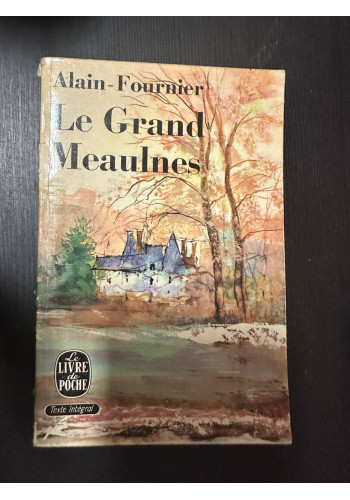 Alain-Fournier
Le Grand
Meaulnes
Le
LIVRE
de
POCHE
Texte intégral